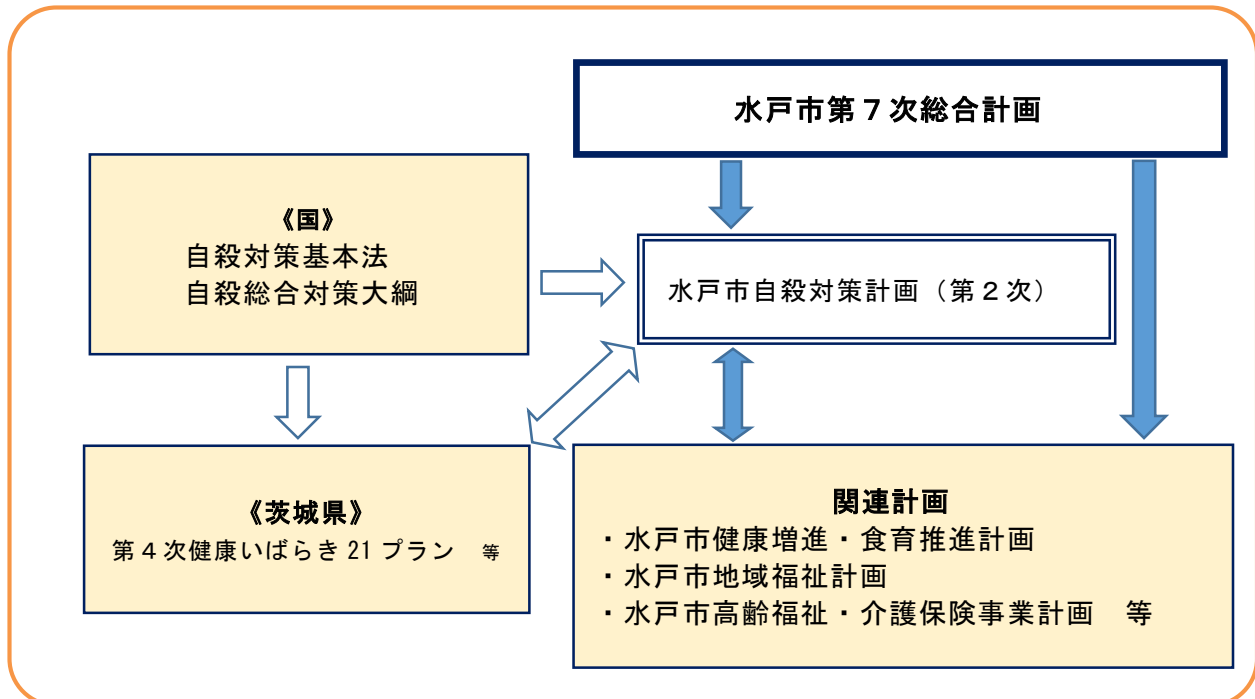 水戸市第７次総合計画
《国》
自殺対策基本法
自殺総合対策大綱
水戸市自殺対策計画（第２次）
《茨城県》
第４次健康いばらき 21 プラン　等
関連計画
・水戸市健康増進・食育推進計画
・水戸市地域福祉計画
・水戸市高齢福祉・介護保険事業計画　等